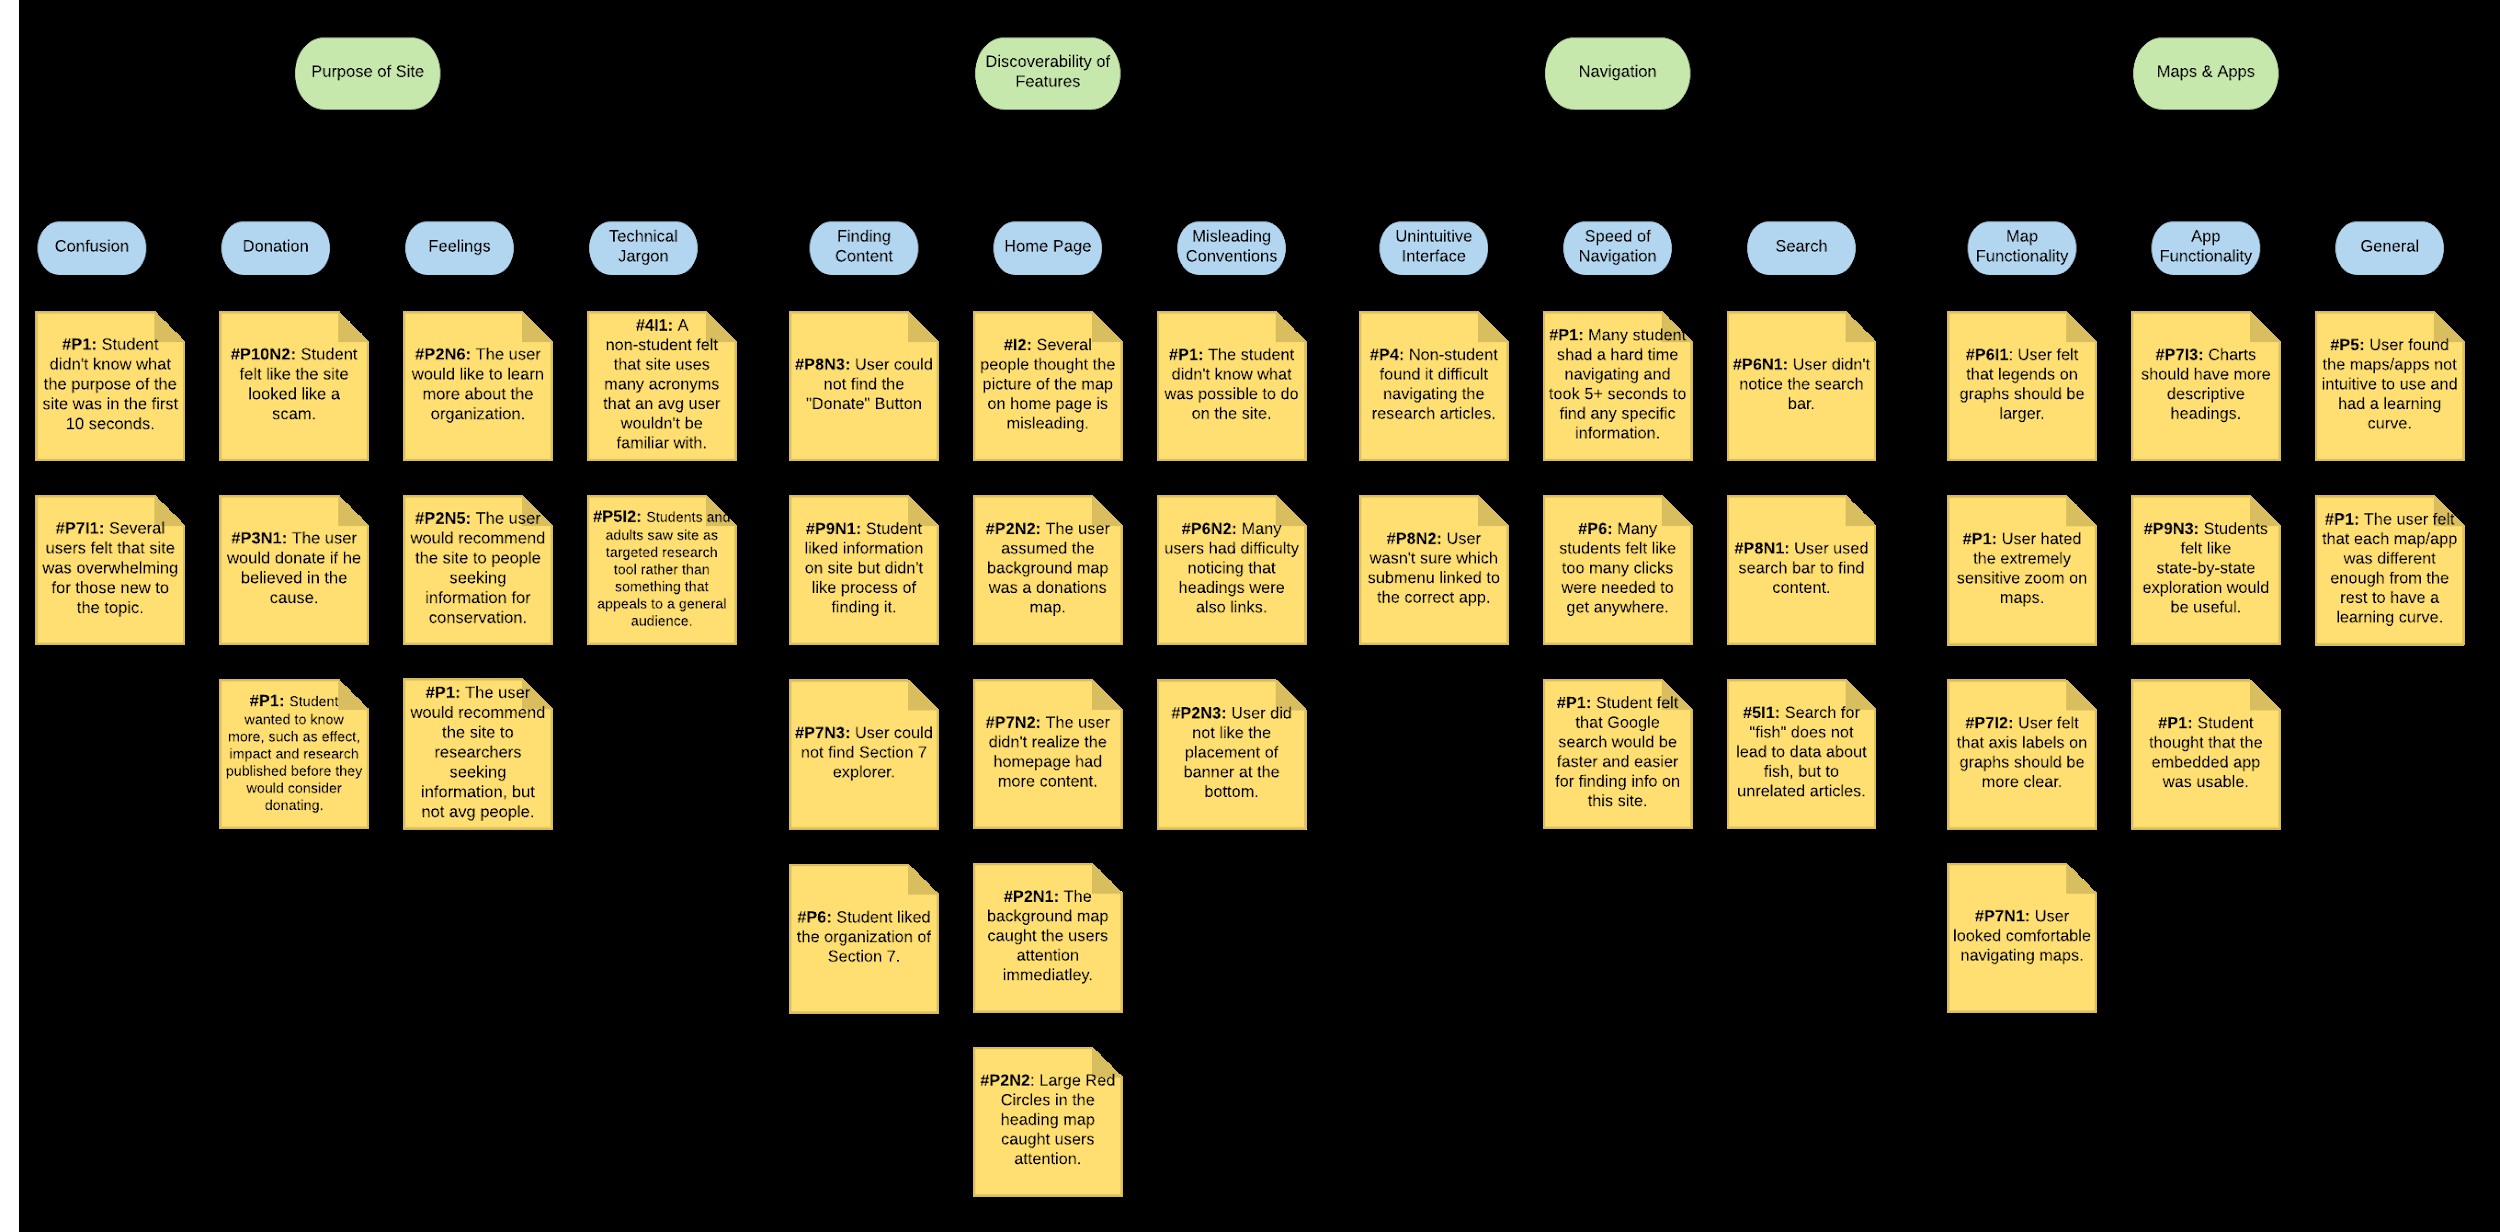 Purpose of Site
Discoverability of
Features
Navigation
Maps & Apps
Confusion
Donation
Feelings
Technical
Jargon
Finding
Content
Home Page
Misleading
Conventions
Unintuitive
Interface
Speed of
Navigation
Search
Map
Functionality
App
Functionality
General
#P1: Student
didn't know what
the purpose of the
site was in the first
10 seconds.
#P10N2: Student
felt like the site
looked like a
scam.
#P2N6: The user
would like to learn
more about the
organization.
#4I1: A
non-student felt
that site uses
many acronyms
that an avg user
wouldn't be
familiar with.
#P8N3: User could
not find the
"Donate" Button
#I2: Several
people thought the
picture of the map
on home page is
misleading.
#P1: The student
didn't know what
was possible to do
on the site.
#P4: Non-student
found it difficult
navigating the
research articles.
#P1: Many student
shad a hard time
navigating and
took 5+ seconds to
find any specific
information.
#P6N1: User didn't
notice the search
bar.
#P6I1: User felt
that legends on
graphs should be
larger.
#P7I3: Charts
should have more
descriptive
headings.
#P5: User found
the maps/apps not
intuitive to use and
had a learning
curve.
#P7I1: Several
users felt that site
was overwhelming
for those new to
the topic.
#P3N1: The user
would donate if he
believed in the
cause.
#P2N5: The user
would recommend
the site to people
seeking
information for
conservation.
#P5I2: Students and
adults saw site as
targeted research
tool rather than
something that
appeals to a general
audience.
#P9N1: Student
liked information
on site but didn't
like process of
finding it.
#P2N2: The user
assumed the
background map
was a donations
map.
#P6N2: Many
users had difficulty
noticing that
headings were
also links.
#P8N2: User
wasn't sure which
submenu linked to
the correct app.
#P6: Many
students felt like
too many clicks
were needed to
get anywhere.
#P8N1: User used
search bar to find
content.
#P1: User hated
the extremely
sensitive zoom on
maps.
#P9N3: Students
felt like
state-by-state
exploration would
be useful.
#P1: The user felt
that each map/app
was different
enough from the
rest to have a
learning curve.
#P1: Student
wanted to know
more, such as effect,
impact and research
published before they
would consider
donating.
#P1: The user
would recommend
the site to
researchers
seeking
information, but
not avg people.
#P7N3: User could
not find Section 7
explorer.
#P7N2: The user
didn't realize the
homepage had
more content.
#P2N3: User did
not like the
placement of
banner at the
bottom.
#P1: Student felt
that Google
search would be
faster and easier
for finding info on
this site.
#5I1: Search for
"fish" does not
lead to data about
fish, but to
unrelated articles.
#P7I2: User felt
that axis labels on
graphs should be
more clear.
#P1: Student
thought that the
embedded app
was usable.
#P6: Student liked
the organization of
Section 7.
#P2N1: The
background map
caught the users
attention
immediatley.
#P7N1: User
looked comfortable
navigating maps.
#P2N2: Large Red
Circles in the
heading map
caught users
attention.